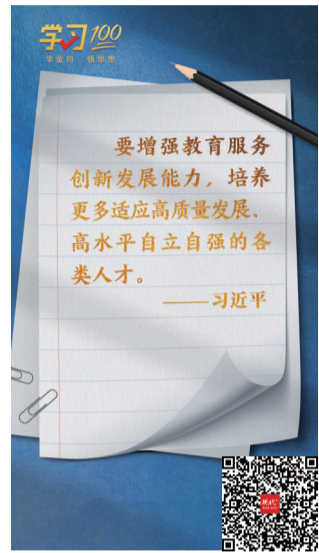 学习100
学金句 悟思想
要增强教育服务
创新发展能力，培养
更多适应高质量发展、
高水平自立自强的各
类人才。
——习近平